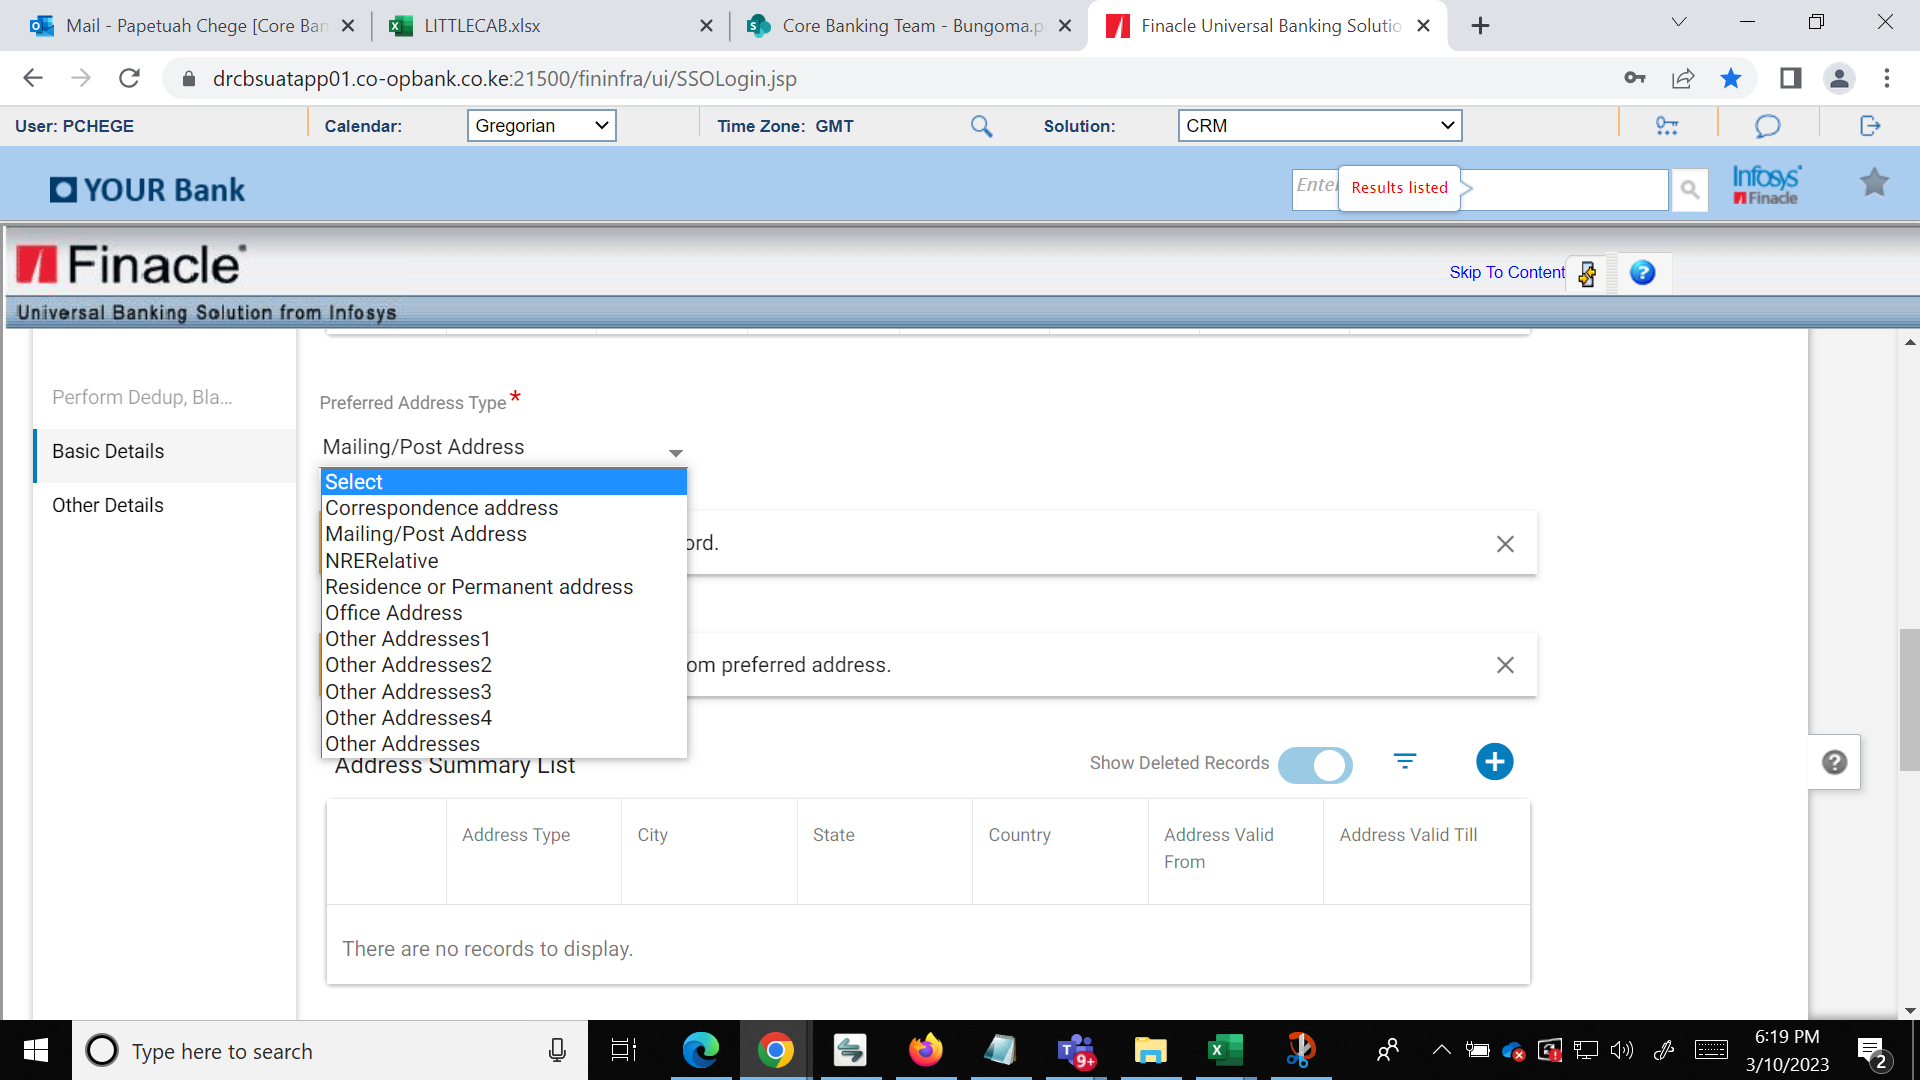 Mail - Papetuah Chege [Core Ban
LITTLECAB.xlsx
Core Banking Team - Bungoma.p
Finacle Universal Banking Solutio
drcbsuatapp01.co-opbank.co.ke:21500/fininfra/ui/SSOLogin.jsp
User: PCHEGE
Calendar:
Gregorian
Time Zone: GMT
Solution:
CRM
YOUR Bank
Enter
Results listed
Infosys
Finacle
Finacle
Skip To Content
Universal Banking Solution from Infosys
Perform Dedup, Bla...
Basic Details
Other Details
Preferred Address Type*
Mailing/Post Address
Select
Correspondence address
Mailing/Post Address
NRERelative
Residence or Permanent address
Office Address
Other Addresses1
Other Addresses2
Other Addresses3
Other Addresses4
Other Addresses
ord.
om preferred address.
Address Summary List
Show Deleted Records
Address Type
City
State
Country
Address Valid
From
Address Valid Till
There are no records to display.
Type here to search
9+
6:19 PM
3/10/2023
2